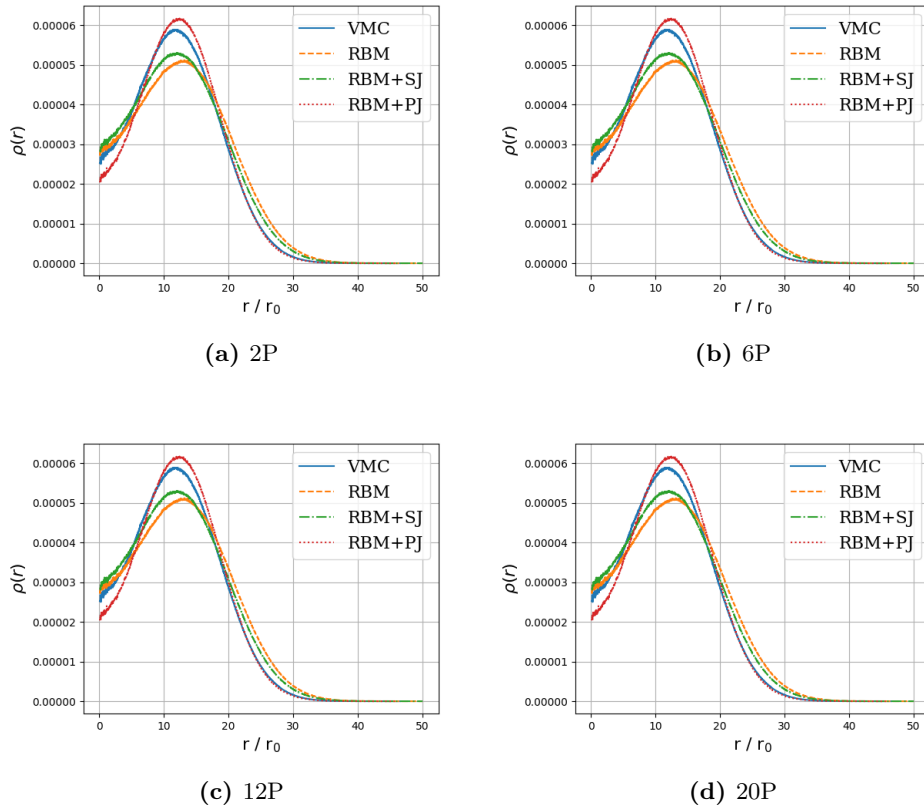 0.00006
0.00005
0.00004
0.00003
0.00002
0.00001
0.00000
ρ(r)
0 10 20 30 40 50
r / r0
VMC
RBM
RBM+SJ
RBM+PJ
(a) 2P
0.00006
0.00005
0.00004
0.00003
0.00002
0.00001
0.00000
ρ(r)
0 10 20 30 40 50
r / r0
VMC
RBM
RBM+SJ
RBM+PJ
(b) 6P
0.00006
0.00005
0.00004
0.00003
0.00002
0.00001
0.00000
ρ(r)
0 10 20 30 40 50
r / r0
VMC
RBM
RBM+SJ
RBM+PJ
(c) 12P
0.00006
0.00005
0.00004
0.00003
0.00002
0.00001
0.00000
ρ(r)
0 10 20 30 40 50
r / r0
VMC
RBM
RBM+SJ
RBM+PJ
(d) 20P